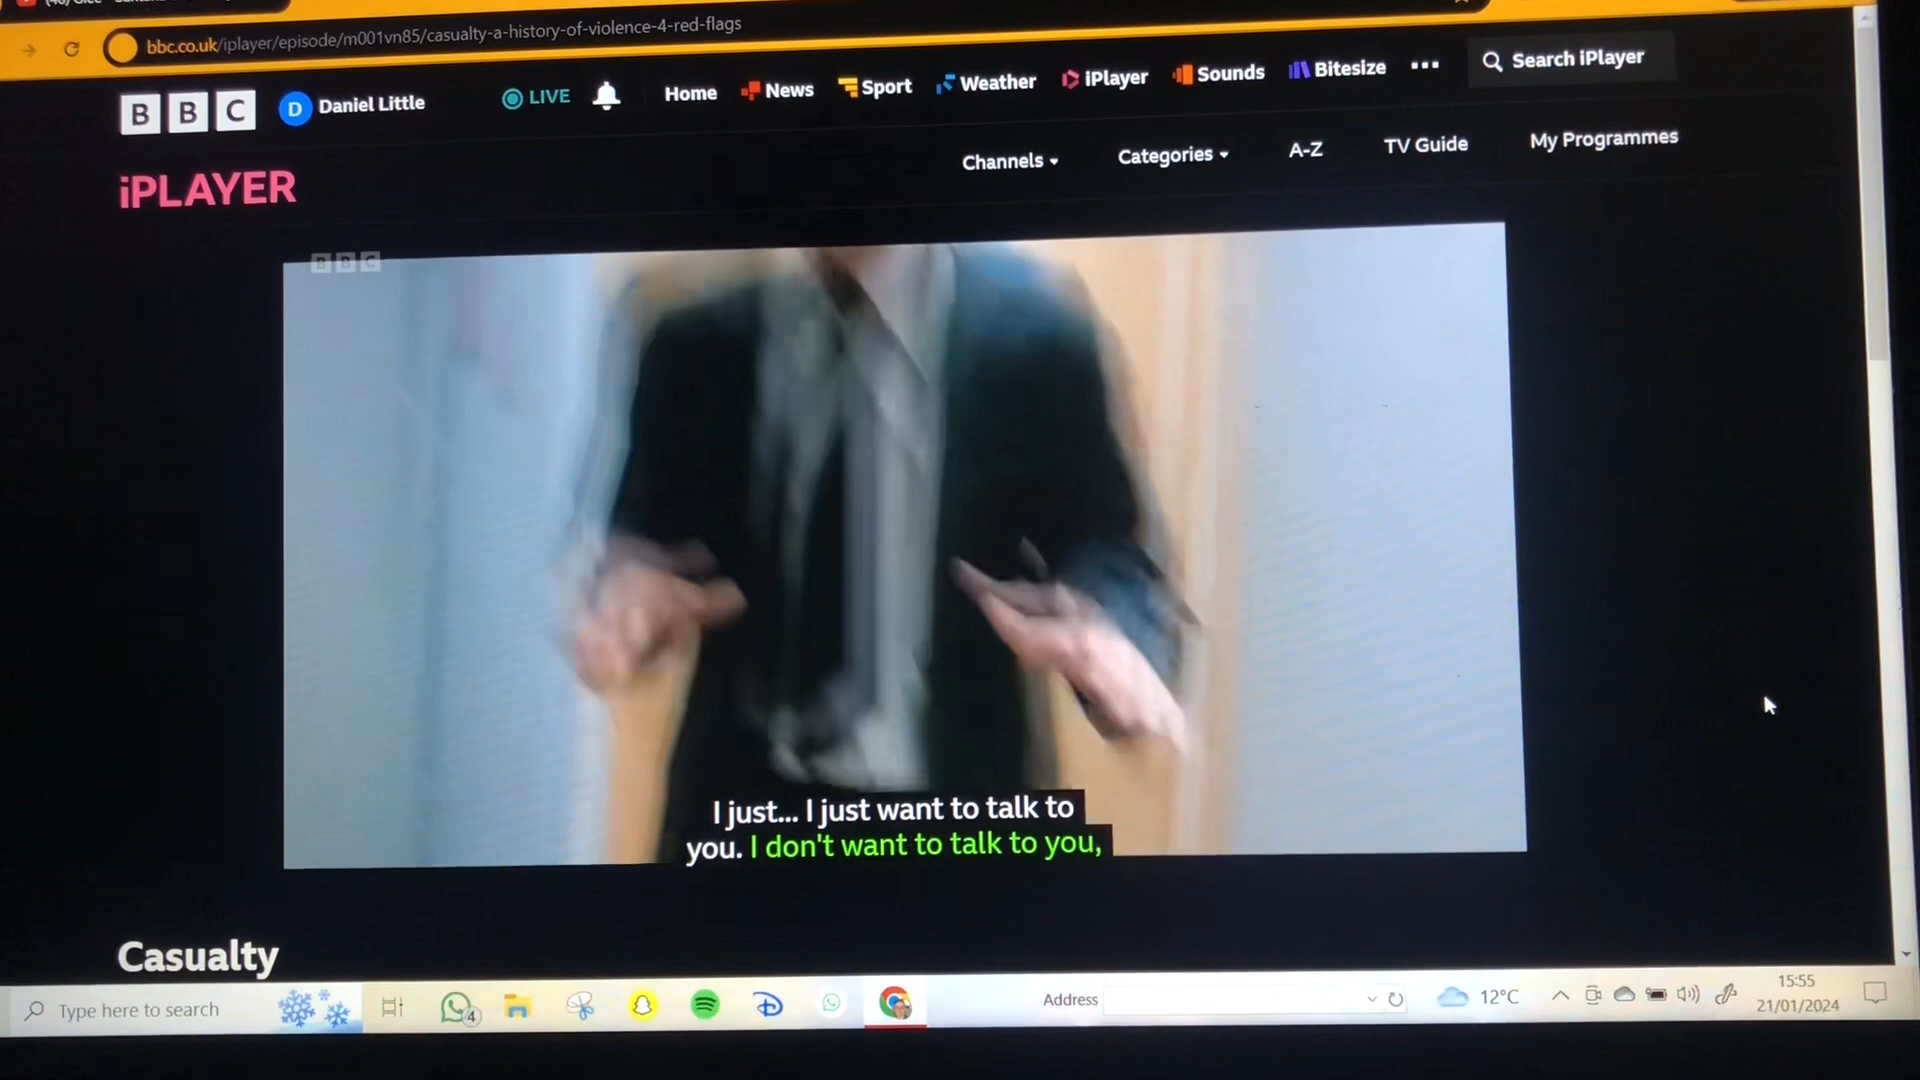 bbc.co.uk/iplayer/episode/m001vn85/casualty-a-history-of-violence-4-red-flags
BBC
D Daniel Little
LIVE
Home
News
Sport
Weather
iPlayer
Sounds
Bitesize
Search iPlayer
iPLAYER
Channels
Categories
A-Z
TV Guide
My Programmes
BBC
I just... I just want to talk to
you. I don't want to talk to you,
Casualty
Type here to search
4
Address
12°C
15:55
21/01/2024